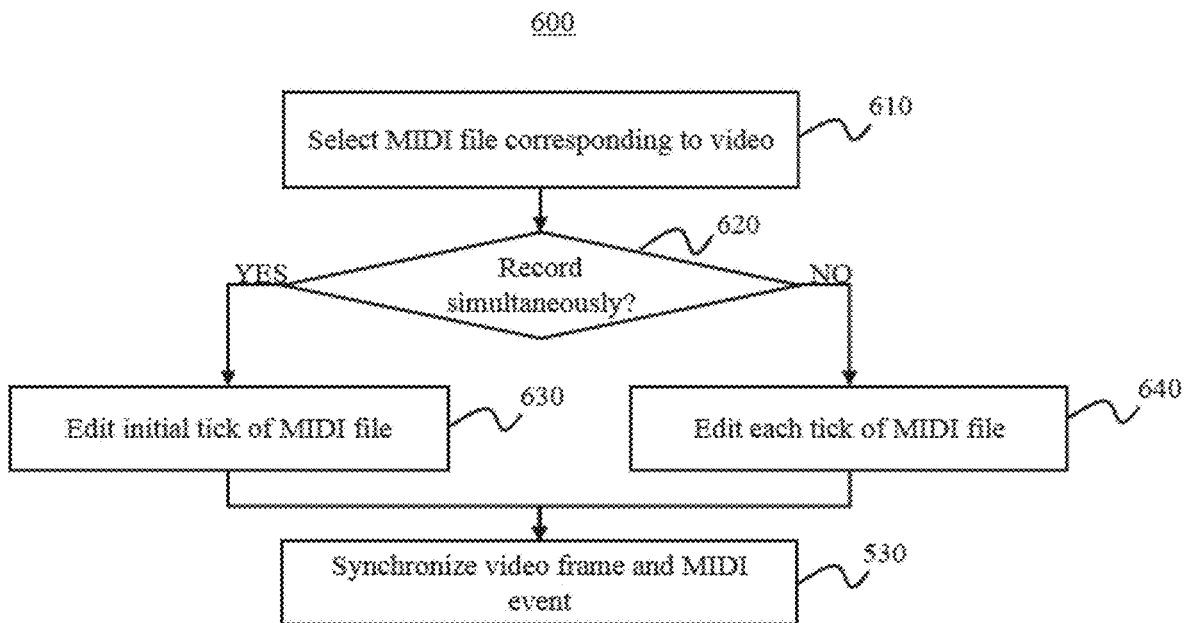 600
Select MIDI file corresponding to video
610
620
YES
Record
simultaneously?
NO
Edit initial tick of MIDI file
630
Edit each tick of MIDI file
640
Synchronize video frame and MIDI
event
530